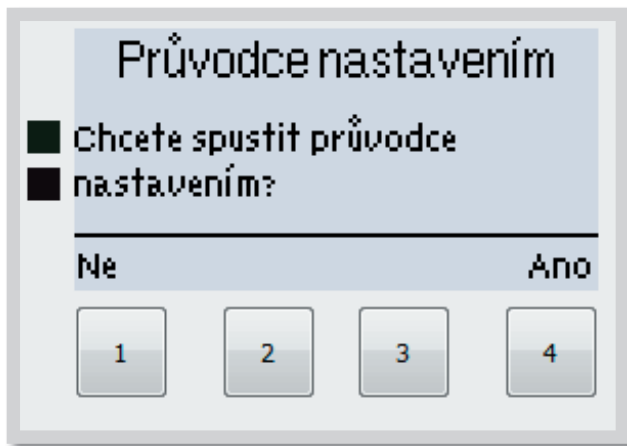 Průvodce nastavením
Chcete spustit průvodce
nastavením?
Ne Ano
1 2 3 4